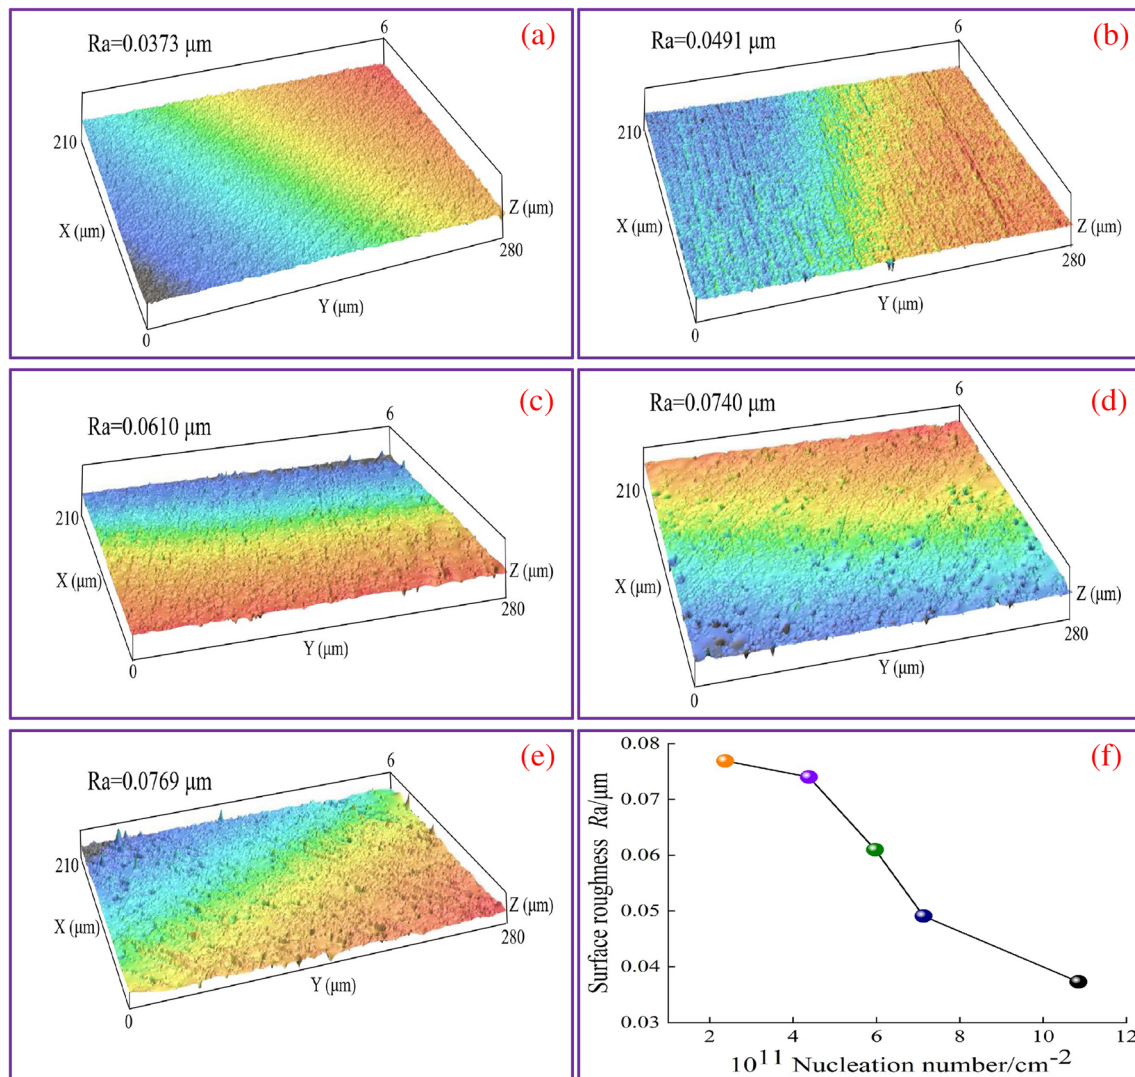 (a)
Ra=0.0373 μm
6
210
X (μm)
Z (μm)
280
Y (μm)
0
(b)
Ra=0.0491 μm
6
210
X (μm)
Z (μm)
280
Y (μm)
0
(c)
Ra=0.0610 μm
6
210
X (μm)
Z (μm)
280
Y (μm)
0
(d)
Ra=0.0740 μm
6
210
X (μm)
Z (μm)
280
Y (μm)
0
(e)
Ra=0.0769 μm
6
210
X (μm)
Z (μm)
280
Y (μm)
0
(f)
0.08
0.07
0.06
0.05
0.04
0.03
Surface roughness Ra/μm
2 4 6 8 10 12
10¹¹ Nucleation number/cm⁻²